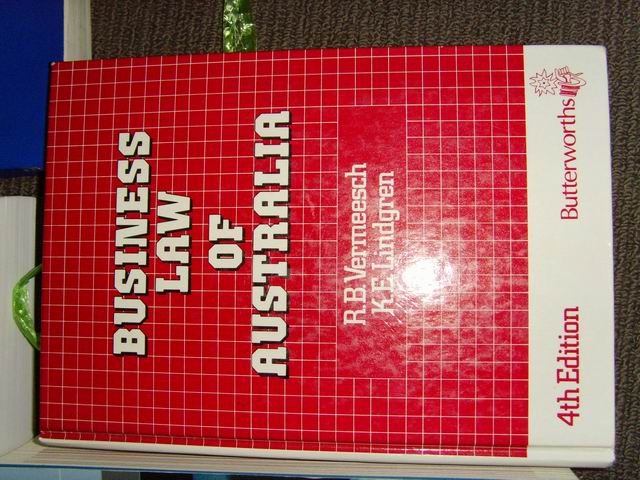 BUSINESS
LAW
OF
AUSTRALIA
R.B Vermeesch
K.E Lindgren
4th Edition
Butterworths